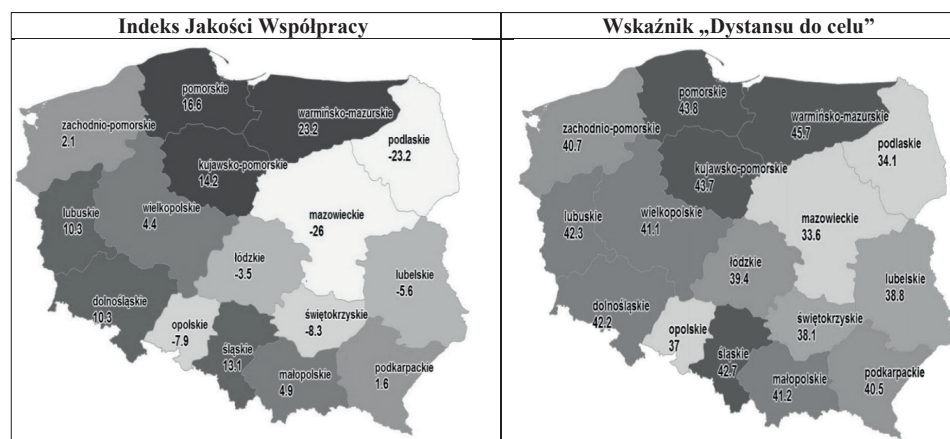 Indeks Jakości Współpracy
Wskaźnik „Dystansu do celu”
pomorskie
16.6
warmińsko-mazurskie
23.2
zachodnio-pomorskie
2.1
podlaskie
-23.2
kujawsko-pomorskie
14.2
mazowieckie
-26
wielkopolskie
4.4
lubuskie
10.3
łódzkie
-3.5
lubelskie
-5.6
dolnośląskie
10.3
świętokrzyskie
-8.3
opolskie
-7.9
śląskie
13.1
małopolskie
4.9
podkarpackie
1.6
pomorskie
43.8
warmińsko-mazurskie
45.7
zachodnio-pomorskie
40.7
podlaskie
34.1
kujawsko-pomorskie
43.7
mazowieckie
33.6
wielkopolskie
41.1
lubuskie
42.3
łódzkie
39.4
lubelskie
38.8
dolnośląskie
42.2
świętokrzyskie
38.1
opolskie
37
śląskie
42.7
małopolskie
41.2
podkarpackie
40.5